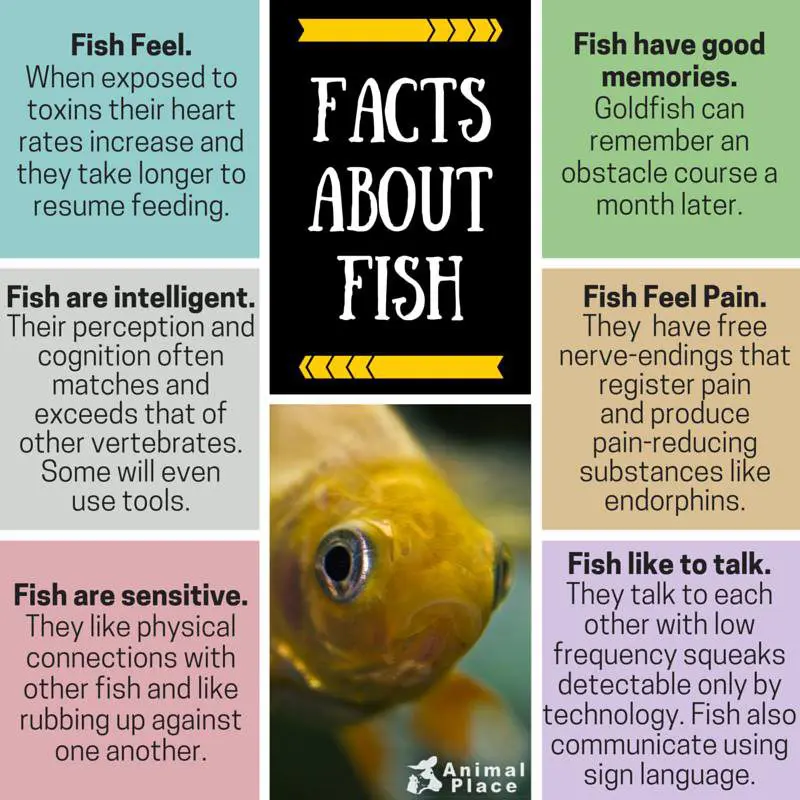 Fish Feel.
When exposed to
toxins their heart
rates increase and
they take longer to
resume feeding.
FACTS
ABOUT
FISH
Fish have good
memories.
Goldfish can
remember an
obstacle course a
month later.
Fish are intelligent.
Their perception and
cognition often
matches and
exceeds that of
other vertebrates.
Some will even
use tools.
Fish Feel Pain.
They have free
nerve-endings that
register pain
and produce
pain-reducing
substances like
endorphins.
Fish are sensitive.
They like physical
connections with
other fish and like
rubbing up against
one another.
Fish like to talk.
They talk to each
other with low
frequency squeaks
detectable only by
technology. Fish also
communicate using
sign language.
Animal
Place